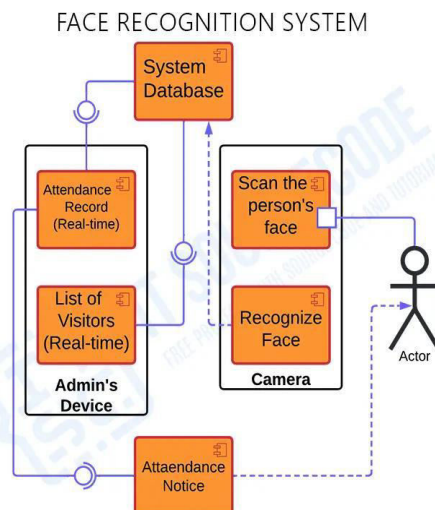 FACE RECOGNITION SYSTEM
System
Database
Attendance
Record
(Real-time)
Scan the
person's
face
List of
Visitors
(Real-time)
Recognize
Face
Actor
Admin's
Device
Camera
Attaendance
Notice